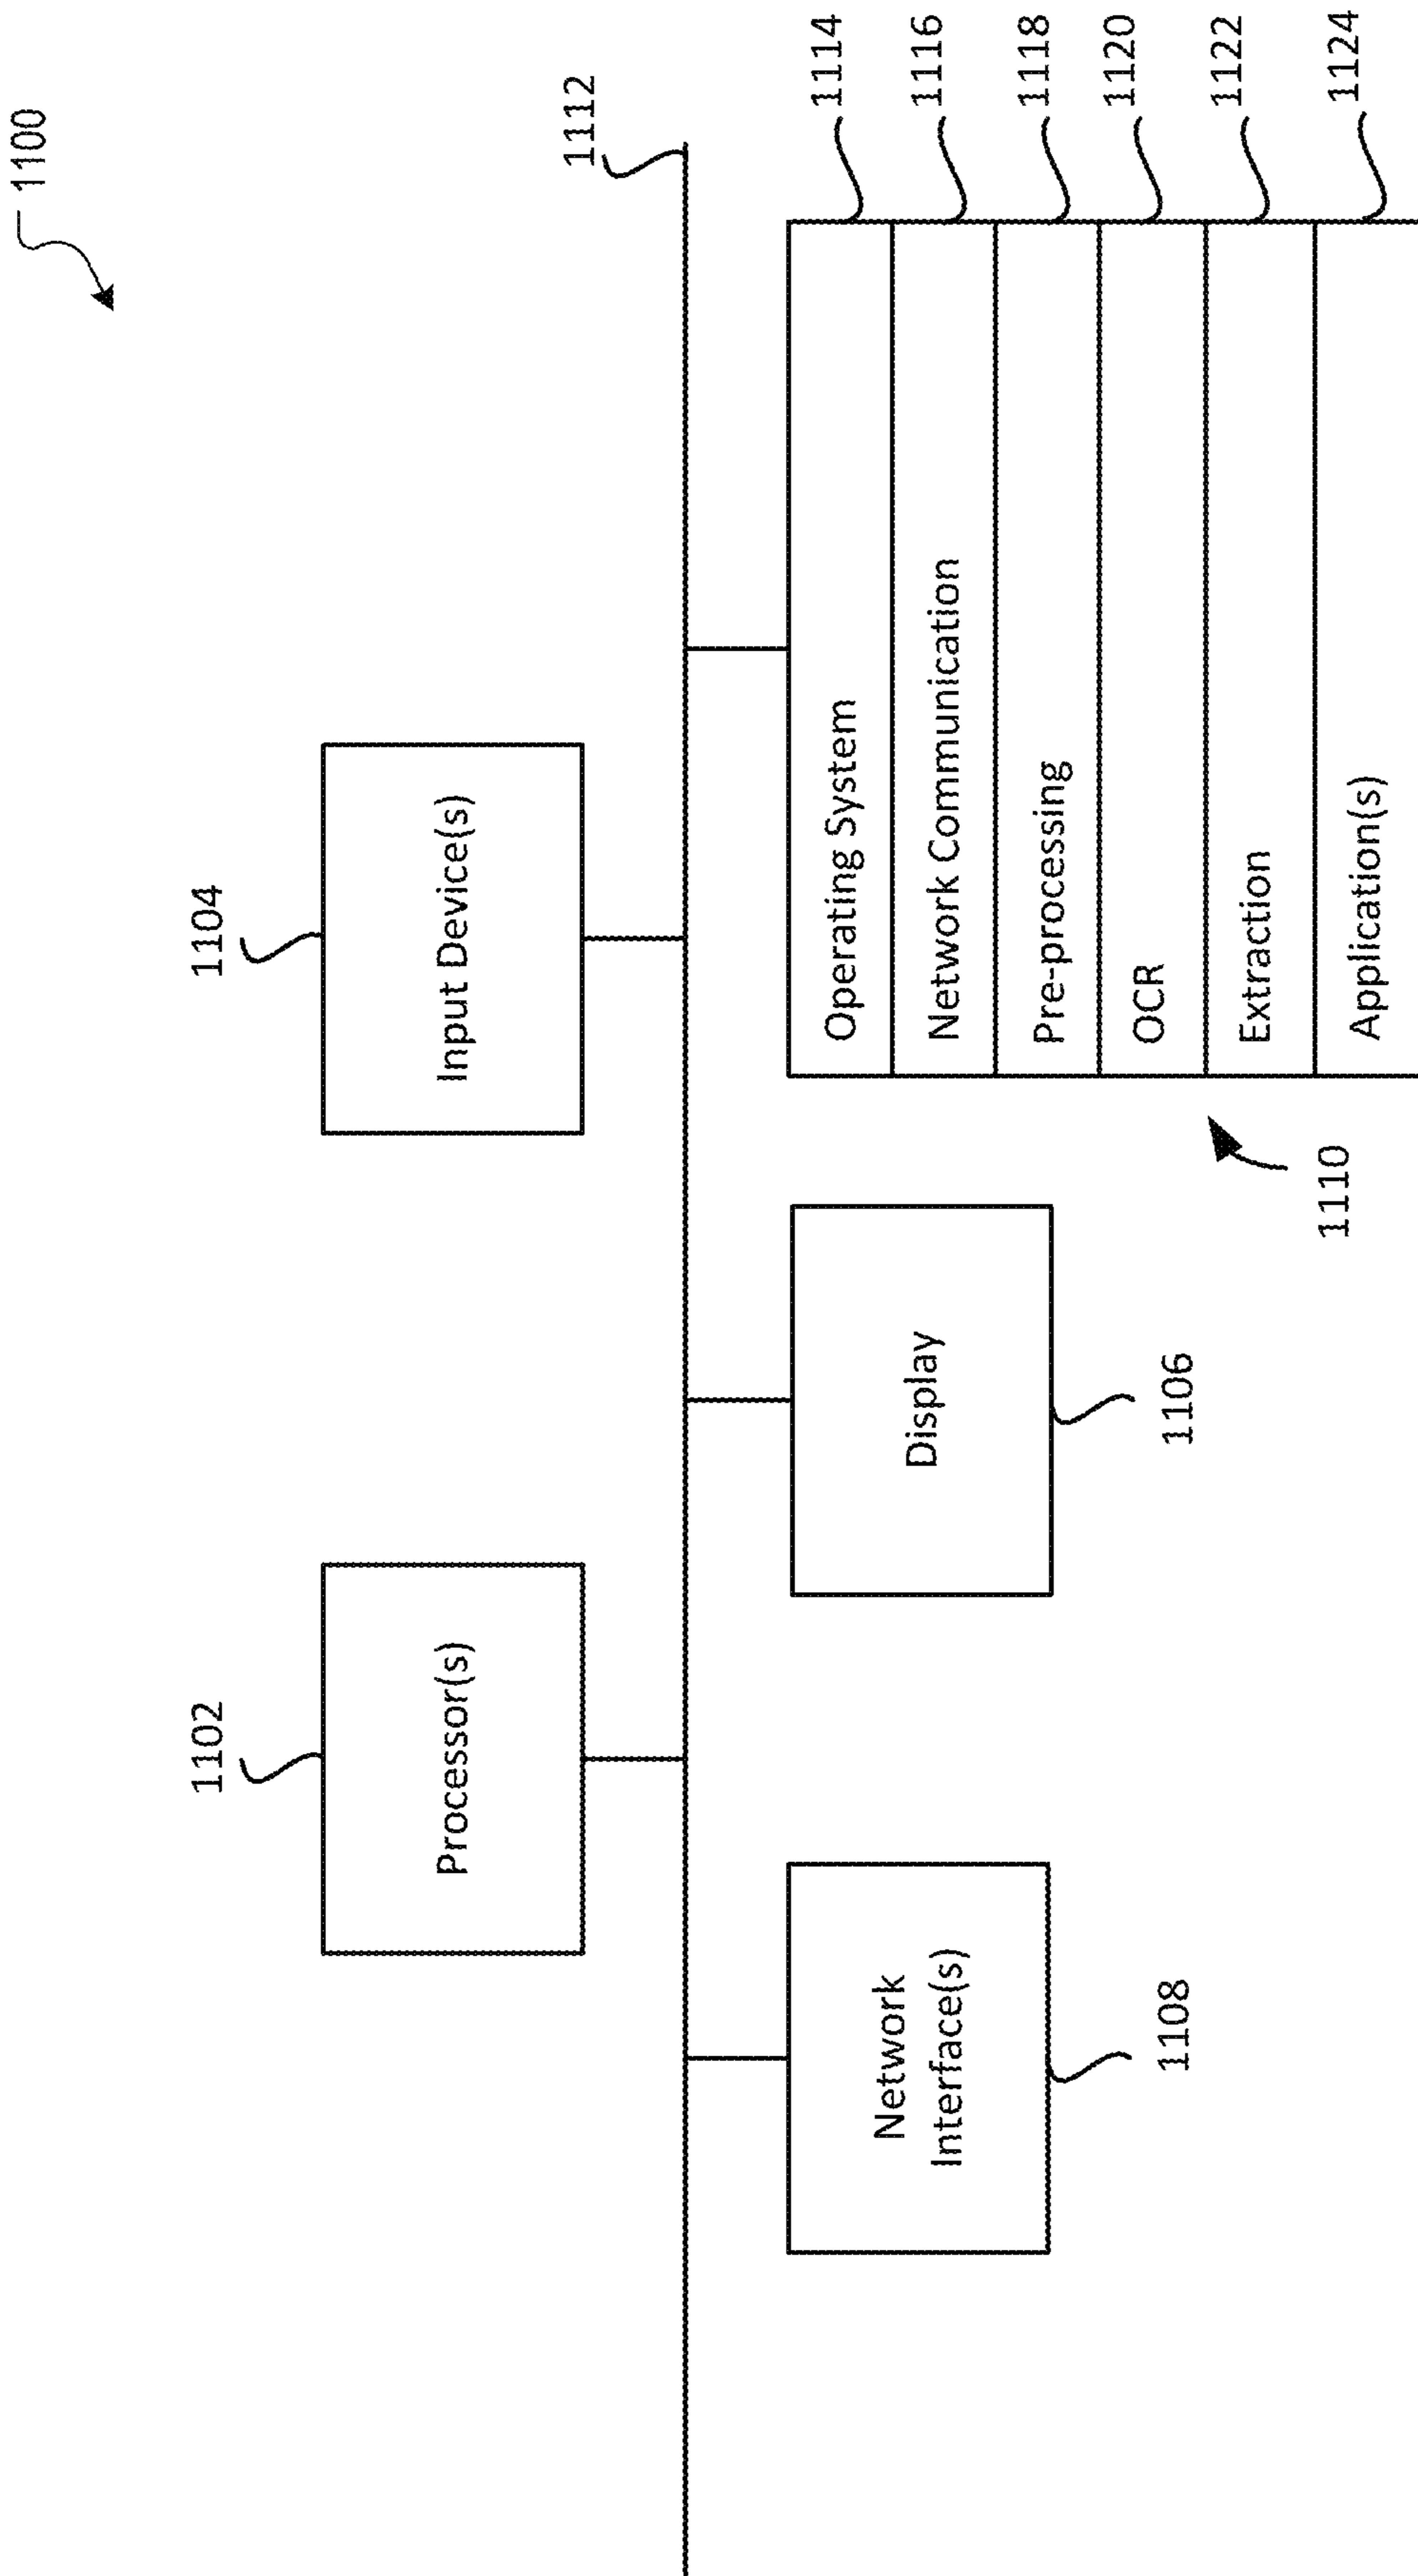 1100
1102
1104
Processor(s)
Input Device(s)
1112
Network
Interface(s)
Display
Operating System
1114
Network Communication
1116
Pre-processing
1118
OCR
1120
Extraction
1122
Application(s)
1124
1108
1106
1110